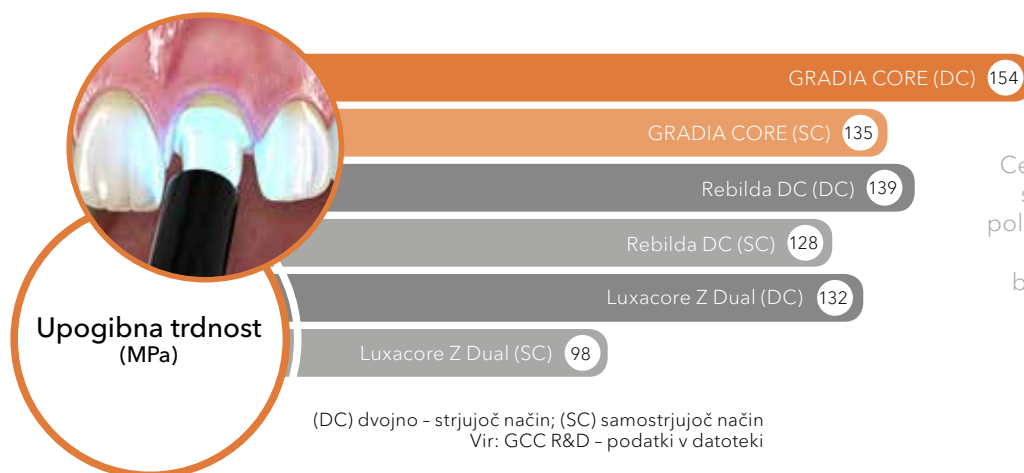 GRADIA CORE (DC) 154
GRADIA CORE (SC) 135
Rebilda DC (DC) 139
Rebilda DC (SC) 128
Luxacore Z Dual (DC) 132
Luxacore Z Dual (SC) 98
Upogibna trdnost
(MPa)
(DC) dvojno – strjujoč način; (SC) samostrjujoč način
Vir: GCC R&D – podatki v datoteki